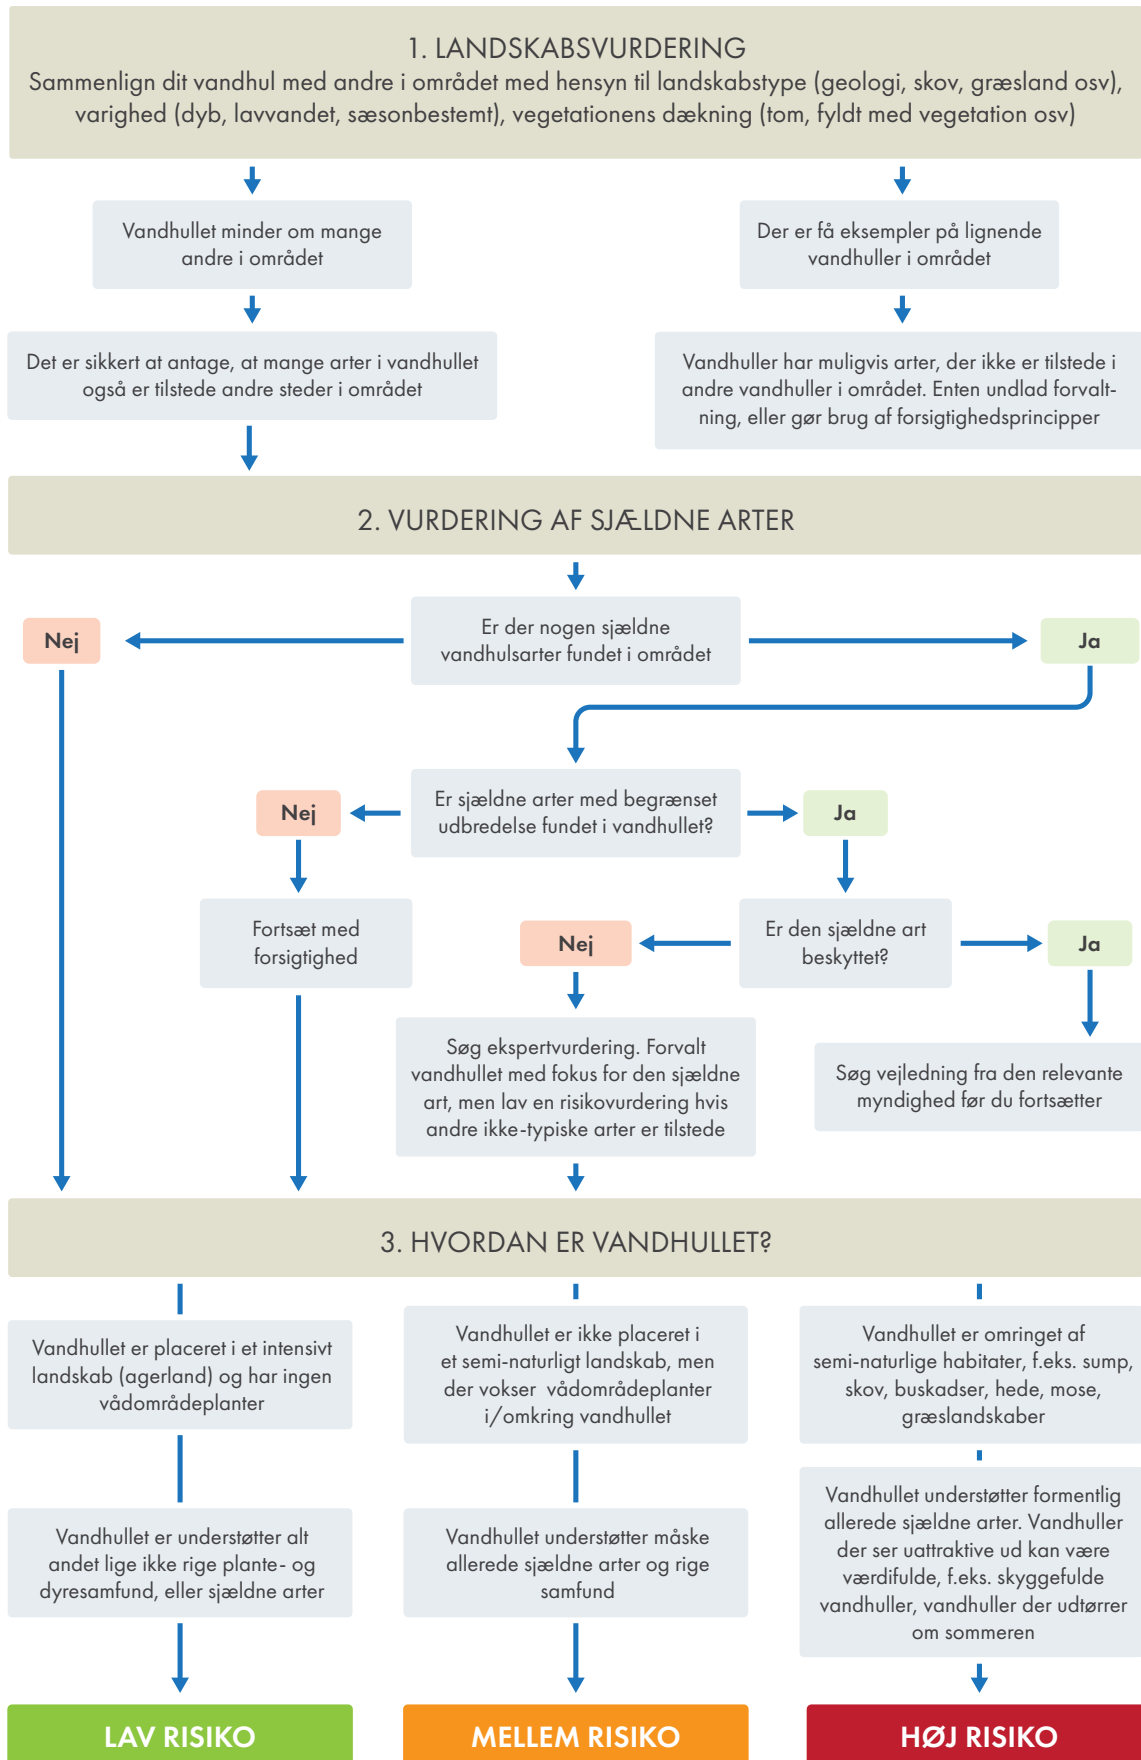 1. LANDSKABSVURDERING
Sammenlign dit vandhul med andre i området med hensyn til landskabstype (geologi, skov, græsland osv),
varighed (dyb, lavvandet, sæsonbestemt), vegetationens dækning (tom, fyldt med vegetation osv)
Vandhullet minder om mange
andre i området
Der er få eksempler på lignende
vandhuller i området
Det er sikkert at antage, at mange arter i vandhullet
også er tilstede andre steder i området
Vandhuller har muligvis arter, der ikke er tilstede i
andre vandhuller i området. Enten undlad forvalt-
ning, eller gør brug af forsigtighedsprincipper
2. VURDERING AF SJÆLDNE ARTER
Nej
Er der nogen sjældne
vandhulsarter fundet i området
Ja
Nej
Er sjældne arter med begrænset
udbredelse fundet i vandhullet?
Ja
Fortsæt med
forsigtighed
Nej
Er den sjældne art
beskyttet?
Ja
Søg ekspertvurdering. Forvalt
vandhullet med fokus for den sjældne
art, men lav en risikovurdering hvis
andre ikke-typiske arter er tilstede
Søg vejledning fra den relevante
myndighed før du fortsætter
3. HVORDAN ER VANDHULLET?
Vandhullet er placeret i et intensivt
landskab (agerland) og har ingen
vådområdeplanter
Vandhullet er ikke placeret i
et semi-naturligt landskab, men
der vokser vådområdeplanter
i/omkring vandhullet
Vandhullet er omringet af
semi-naturlige habitater, f.eks. sump,
skov, buskadser, hede, mose,
græslandskaber
Vandhullet er understøtter alt
andet lige ikke rige plante- og
dyresamfund, eller sjældne arter
Vandhullet understøtter måske
allerede sjældne arter og rige
samfund
Vandhullet understøtter formentlig
allerede sjældne arter. Vandhuller
der ser uattraktive ud kan være
værdifulde, f.eks. skyggefulde
vandhuller, vandhuller der udtørrer
om sommeren
LAV RISIKO
MELLEM RISIKO
HØJ RISIKO